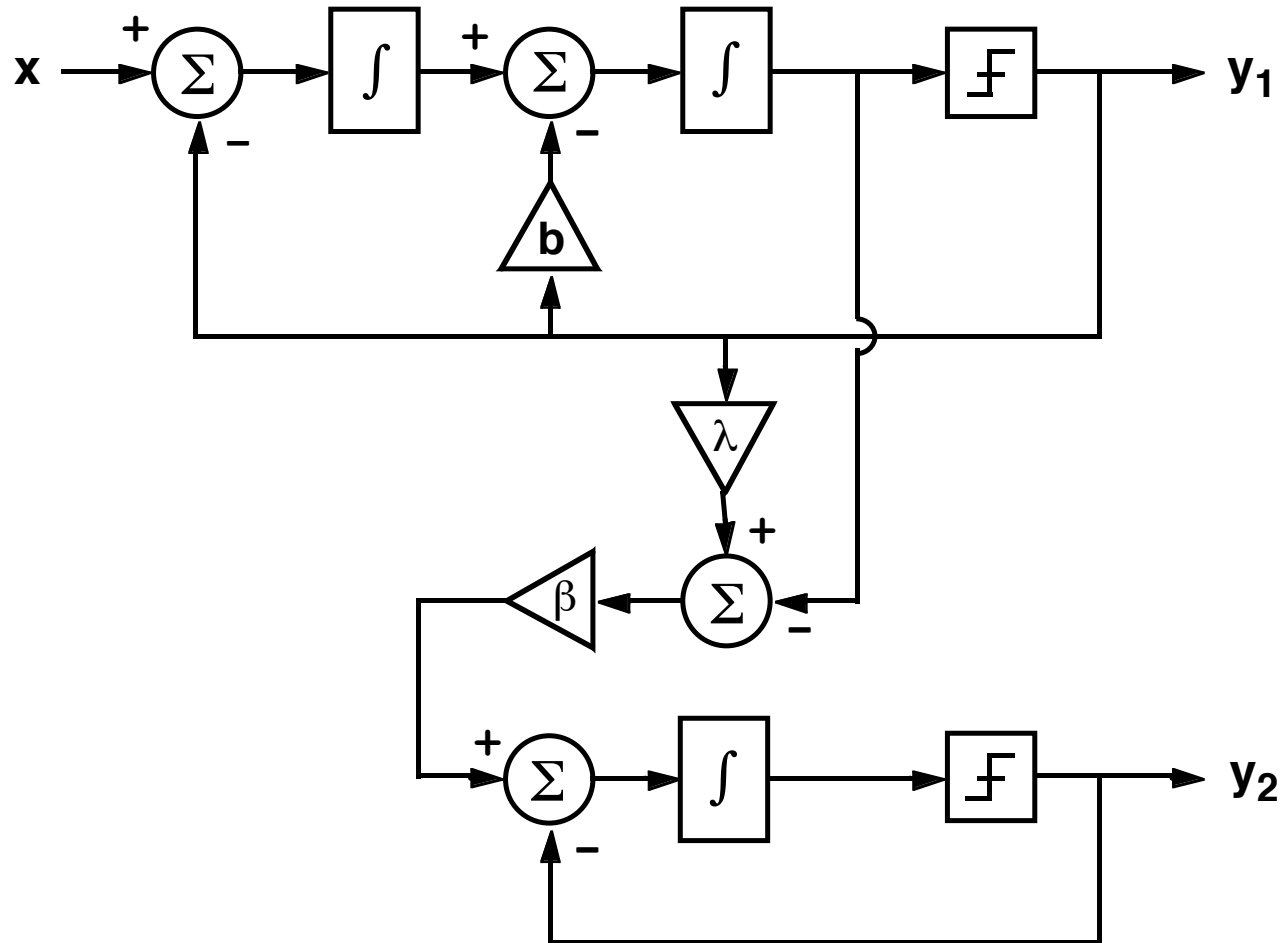 x + Σ ∫ + Σ ∫ y₁
− −
b
λ
+
β Σ
−
+
Σ ∫ y₂
−